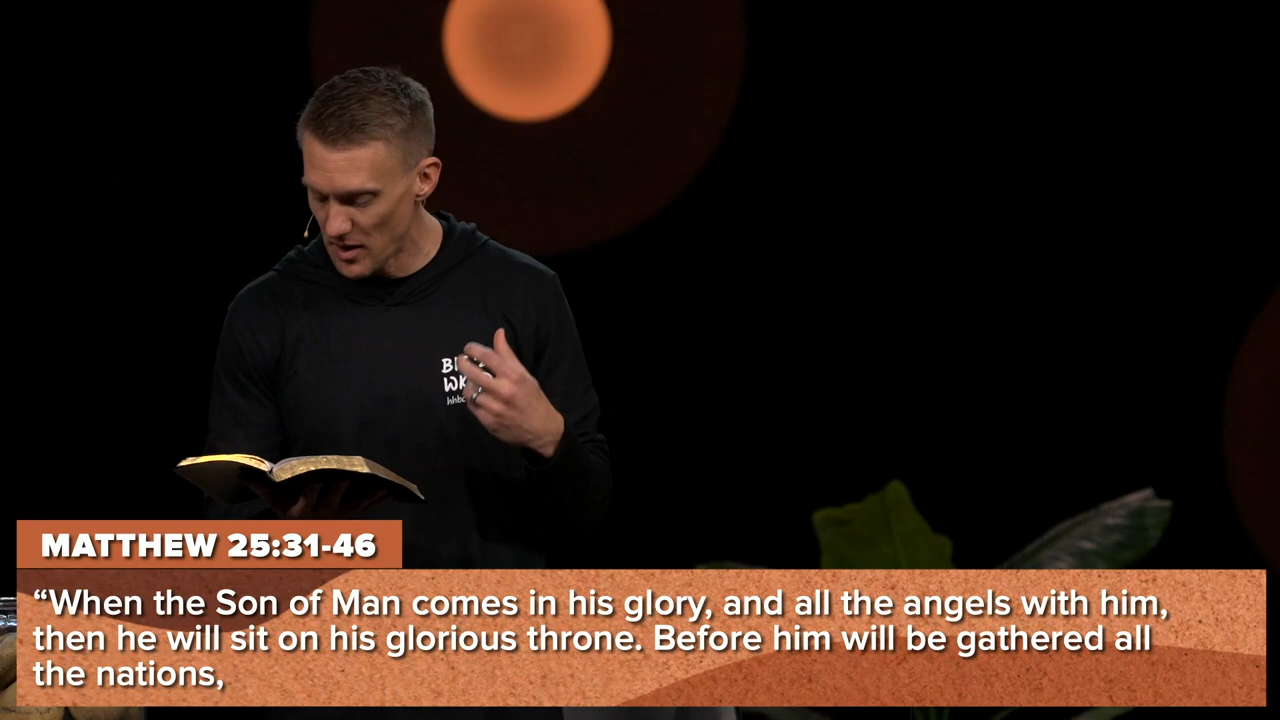 MATTHEW 25:31-46
“When the Son of Man comes in his glory, and all the angels with him,
then he will sit on his glorious throne. Before him will be gathered all
the nations,